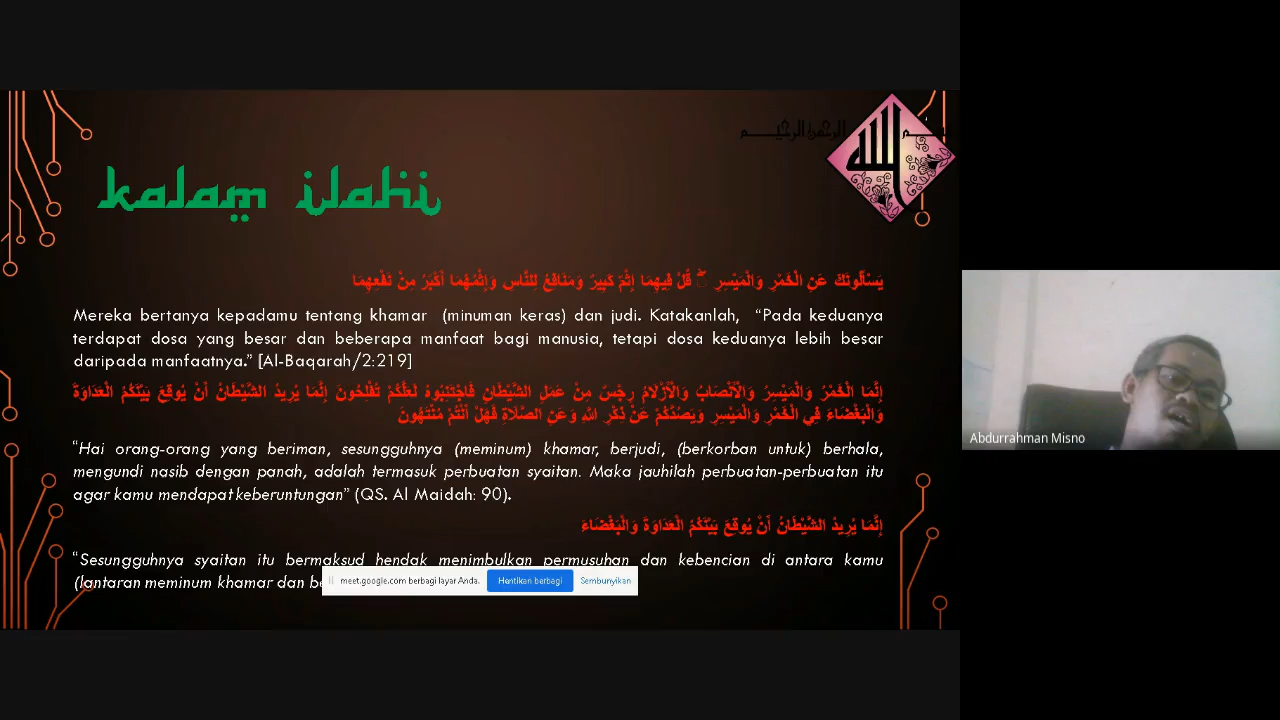 بسم الله الرحمن الرحيم
kalam ilahi
يَسْأَلُونَكَ عَنِ الْخَمْرِ وَالْمَيْسِرِ ۖ قُلْ فِيهِمَا إِثْمٌ كَبِيرٌ وَمَنَافِعُ لِلنَّاسِ وَإِثْمُهُمَا أَكْبَرُ مِنْ نَفْعِهِمَا
Mereka bertanya kepadamu tentang khamar (minuman keras) dan judi. Katakanlah, “Pada keduanya
terdapat dosa yang besar dan beberapa manfaat bagi manusia, tetapi dosa keduanya lebih besar
daripada manfaatnya.” [Al-Baqarah/2:219]
إِنَّمَا الْخَمْرُ وَالْمَيْسِرُ وَالْأَنْصَابُ وَالْأَزْلَامُ رِجْسٌ مِنْ عَمَلِ الشَّيْطَانِ فَاجْتَنِبُوهُ لَعَلَّكُمْ تُفْلِحُونَ إِنَّمَا يُرِيدُ الشَّيْطَانُ أَنْ يُوقِعَ بَيْنَكُمُ الْعَدَاوَةَ
وَالْبَغْضَاءَ فِي الْخَمْرِ وَالْمَيْسِرِ وَيَصُدَّكُمْ عَنْ ذِكْرِ اللهِ وَعَنِ الصَّلَاةِ فَهَلْ أَنْتُمْ مُنْتَهُونَ
“Hai orang-orang yang beriman, sesungguhnya (meminum) khamar, berjudi, (berkorban untuk) berhala,
mengundi nasib dengan panah, adalah termasuk perbuatan syaitan. Maka jauhilah perbuatan-perbuatan itu
agar kamu mendapat keberuntungan” (QS. Al Maidah: 90).
إِنَّمَا يُرِيدُ الشَّيْطَانُ أَنْ يُوقِعَ بَيْنَكُمُ الْعَدَاوَةَ وَالْبَغْضَاءَ
“Sesungguhnya syaitan itu bermaksud hendak menimbulkan permusuhan dan kebencian di antara kamu
(lantaran meminum khamar dan
meet.google.com berbagi layar Anda. Hentikan berbagi Sembunyikan
Abdurrahman Misno